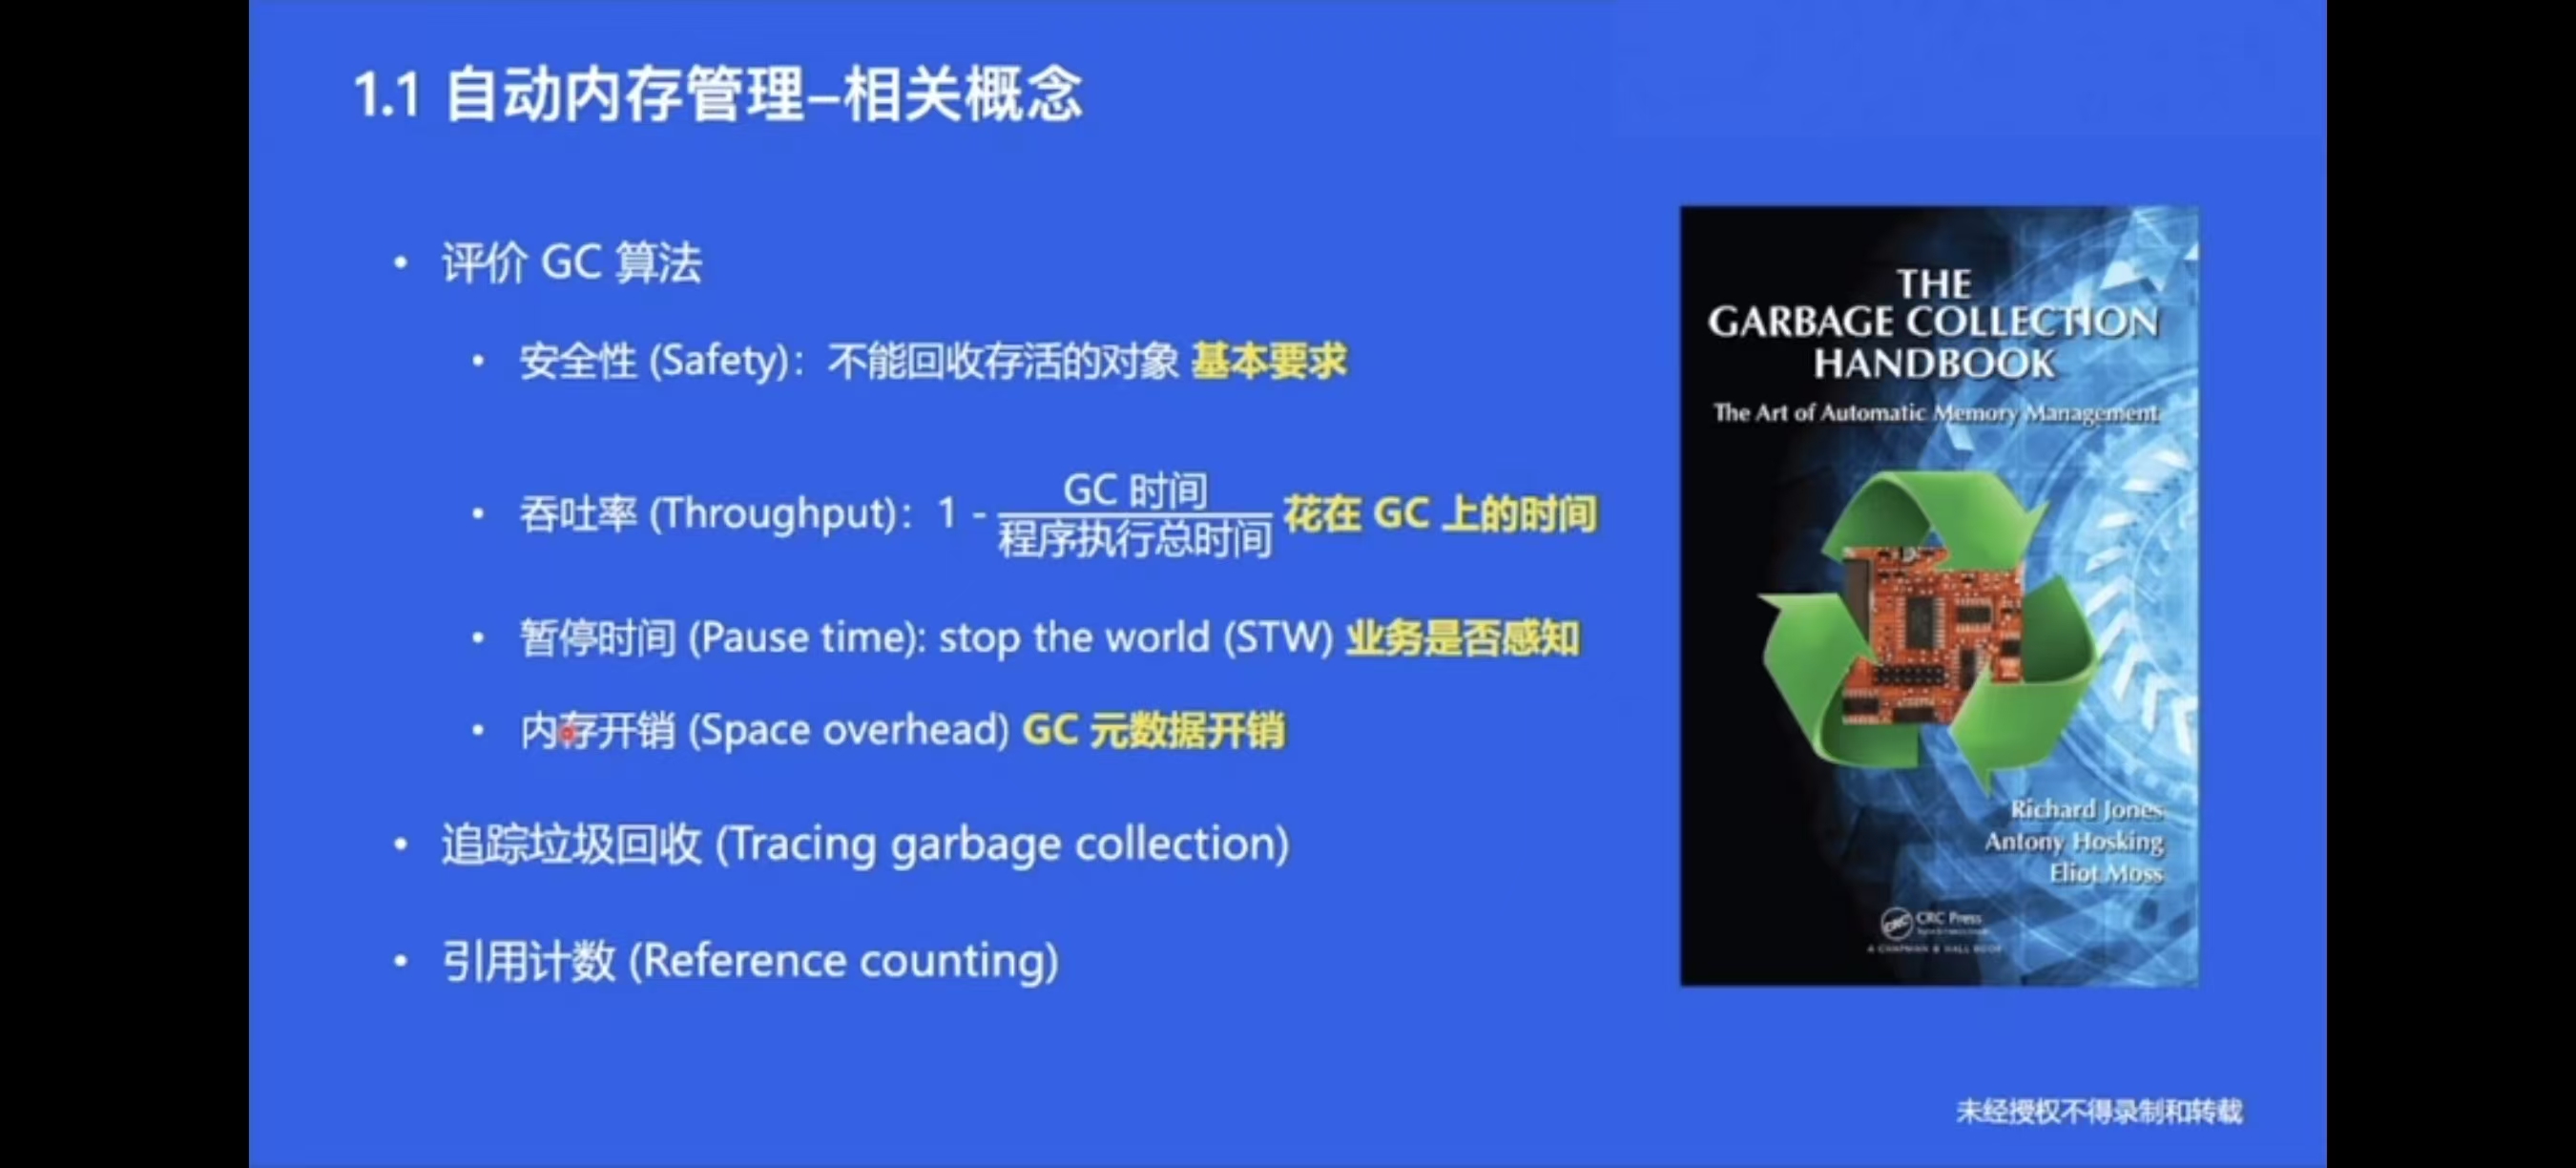 1.1 自动内存管理–相关概念
• 评价 GC 算法
• 安全性 (Safety)：不能回收存活的对象 基本要求
• 吞吐率 (Throughput)：1 - GC 时间 / 程序执行总时间 花在 GC 上的时间
• 暂停时间 (Pause time): stop the world (STW) 业务是否感知
• 内存开销 (Space overhead) GC 元数据开销
• 追踪垃圾回收 (Tracing garbage collection)
• 引用计数 (Reference counting)
THE
GARBAGE COLLECTION
HANDBOOK
The Art of Automatic Memory Management
Richard Jones
Antony Hosking
Eliot Moss
CRC Press
A CHAPMAN & HALL BOOK
未经授权不得录制和转载